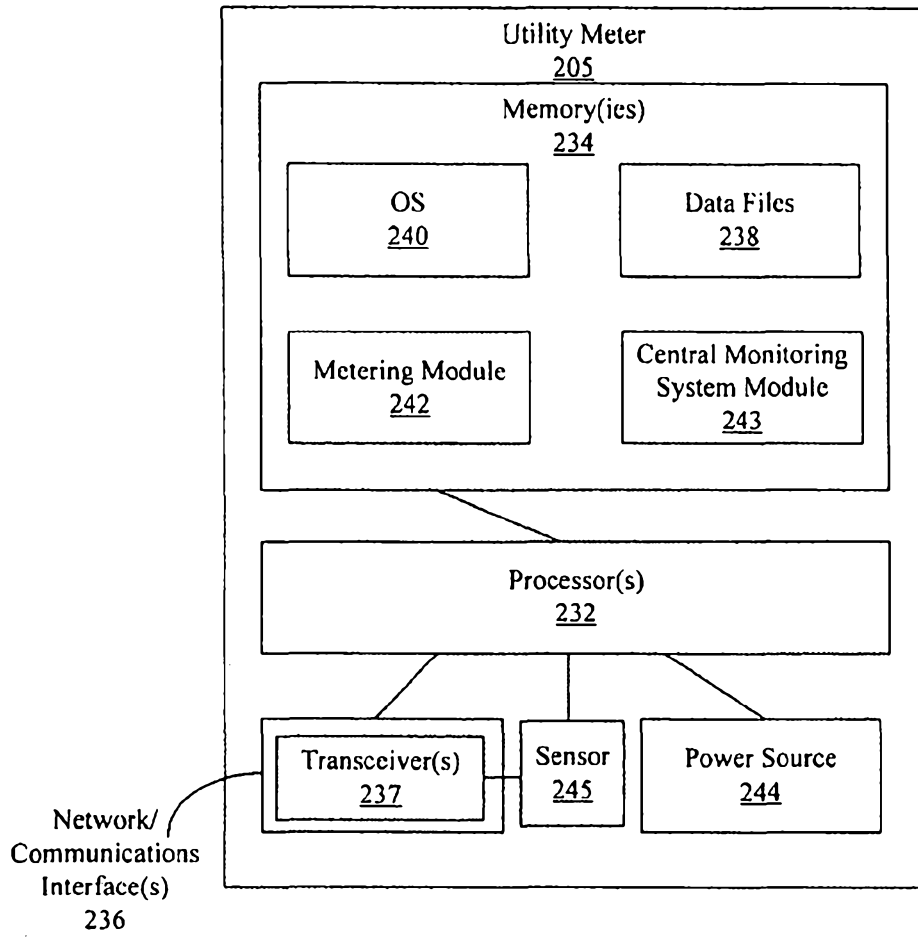 Utility Meter
205
Memory(ies)
234
OS
240
Data Files
238
Metering Module
242
Central Monitoring
System Module
243
Processor(s)
232
Transceiver(s)
237
Sensor
245
Power Source
244
Network/
Communications
Interface(s)
236